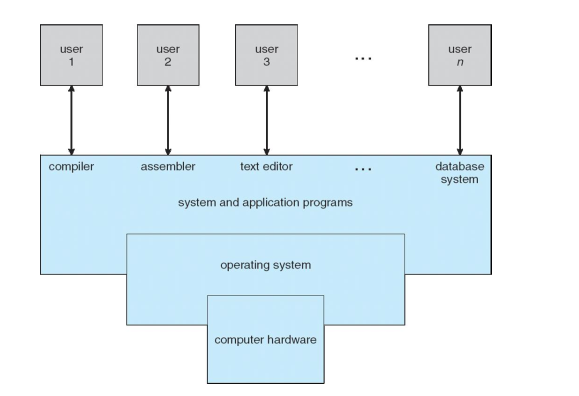 user
1
user
2
user
3
...
user
n
compiler
assembler
text editor
...
database
system
system and application programs
operating system
computer hardware